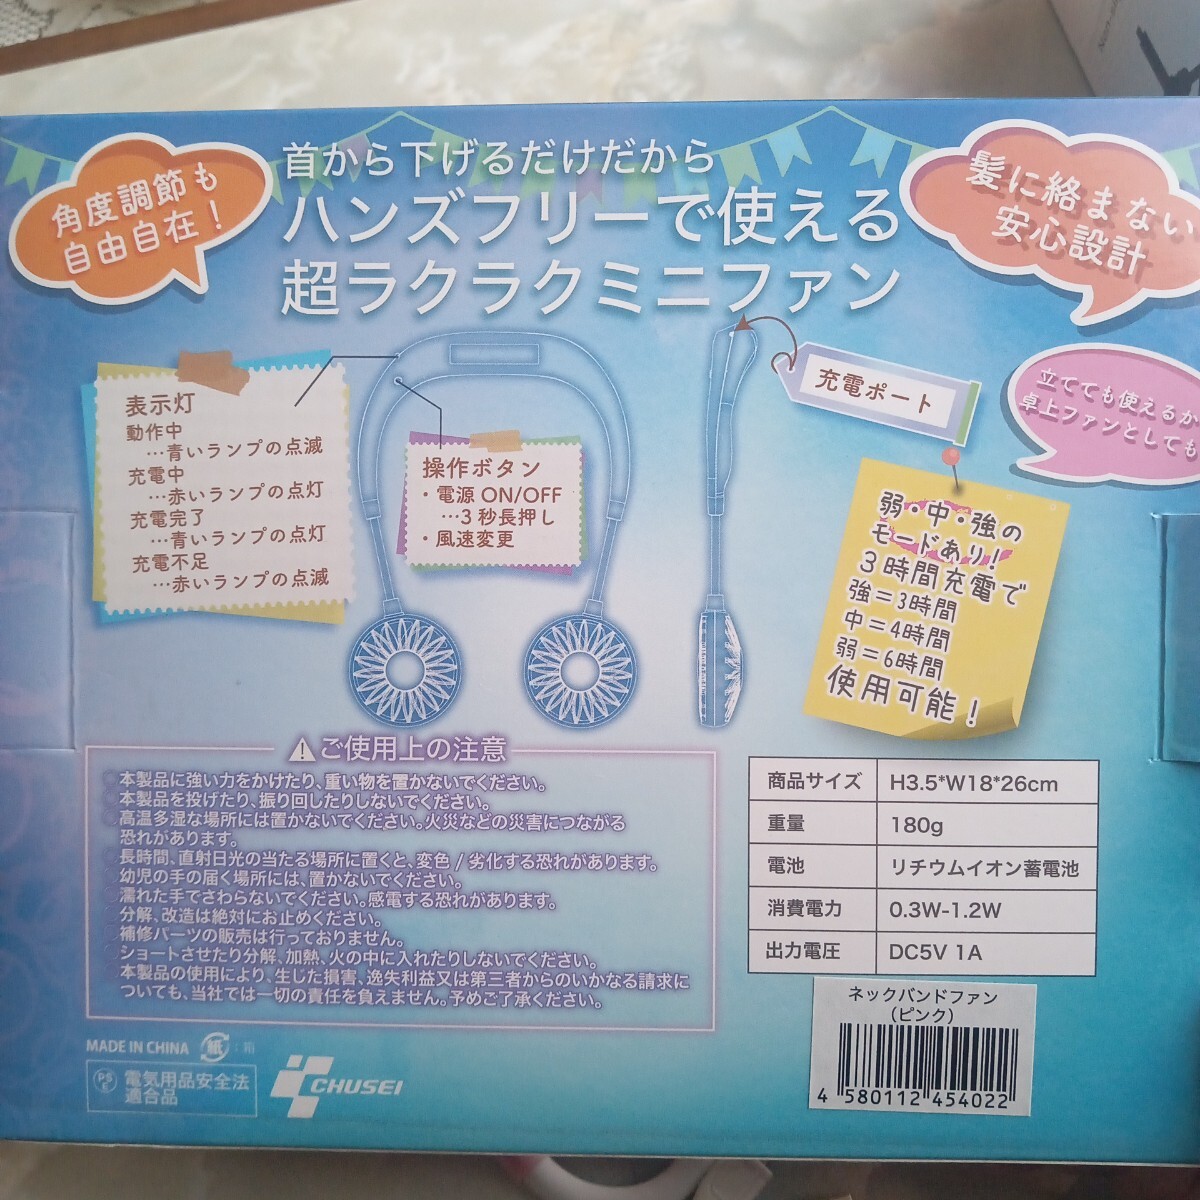 角度調節も
自由自在！
首から下げるだけだから
ハンズフリーで使える
超ラクラクミニファン
髪に絡まない
安心設計
立てても使えるか
卓上ファンとしても
充電ポート
表示灯
動作中
…青いランプの点滅
充電中
…赤いランプの点灯
充電完了
…青いランプの点灯
充電不足
…赤いランプの点滅
操作ボタン
・電源 ON/OFF
…3 秒長押し
・風速変更
弱・中・強の
モードあり！
3時間充電で
強＝3時間
中＝4時間
弱＝6時間
使用可能！
⚠ご使用上の注意
本製品に強い力をかけたり、重い物を置かないでください。
本製品を投げたり、振り回したりしないでください。
高温多湿な場所には置かないでください。火災などの災害につながる
恐れがあります。
長時間、直射日光の当たる場所に置くと、変色 / 劣化する恐れがあります。
幼児の手の届く場所には、置かないでください。
濡れた手でさわらないでください。感電する恐れがあります。
分解、改造は絶対にお止めください。
補修パーツの販売は行っておりません。
ショートさせたり分解、加熱、火の中に入れたりしないでください。
本製品の使用により、生じた損害、逸失利益又は第三者からのいかなる請求に
ついても、当社では一切の責任を負えません。予めご了承ください。
商品サイズ H3.5*W18*26cm
重量 180g
電池 リチウムイオン蓄電池
消費電力 0.3W-1.2W
出力電圧 DC5V 1A
ネックバンドファン
(ピンク)
4 580112 454022
MADE IN CHINA 紙 : 箱
PSE 電気用品安全法
適合品
CHUSEI